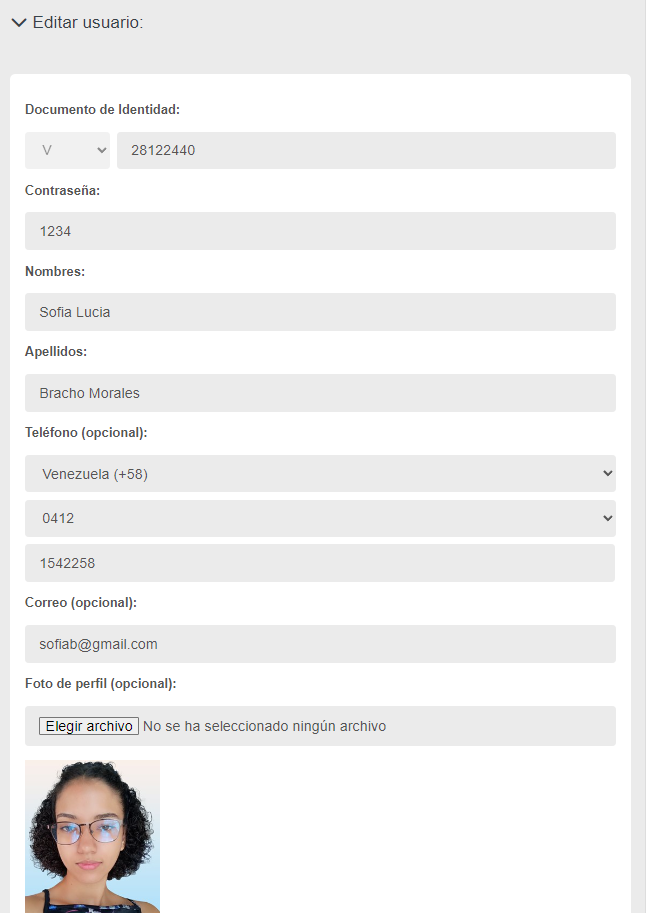 Editar usuario:
Documento de Identidad:
V 28122440
Contraseña:
1234
Nombres:
Sofia Lucia
Apellidos:
Bracho Morales
Teléfono (opcional):
Venezuela (+58)
0412
1542258
Correo (opcional):
sofiab@gmail.com
Foto de perfil (opcional):
Elegir archivo No se ha seleccionado ningún archivo